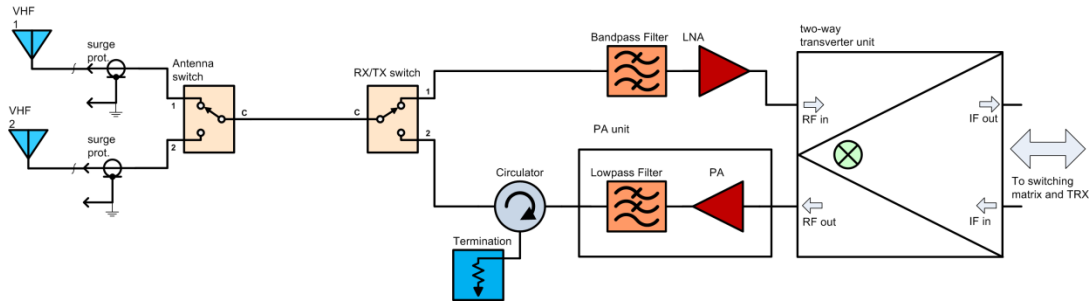 VHF
1
surge
prot.
Antenna
switch
1
2
C
VHF
2
surge
prot.
RX/TX switch
C
1
2
Bandpass Filter
LNA
two-way
transverter unit
RF in
IF out
PA unit
Circulator
Lowpass Filter
PA
To switching
matrix and TRX
RF out
IF in
Termination